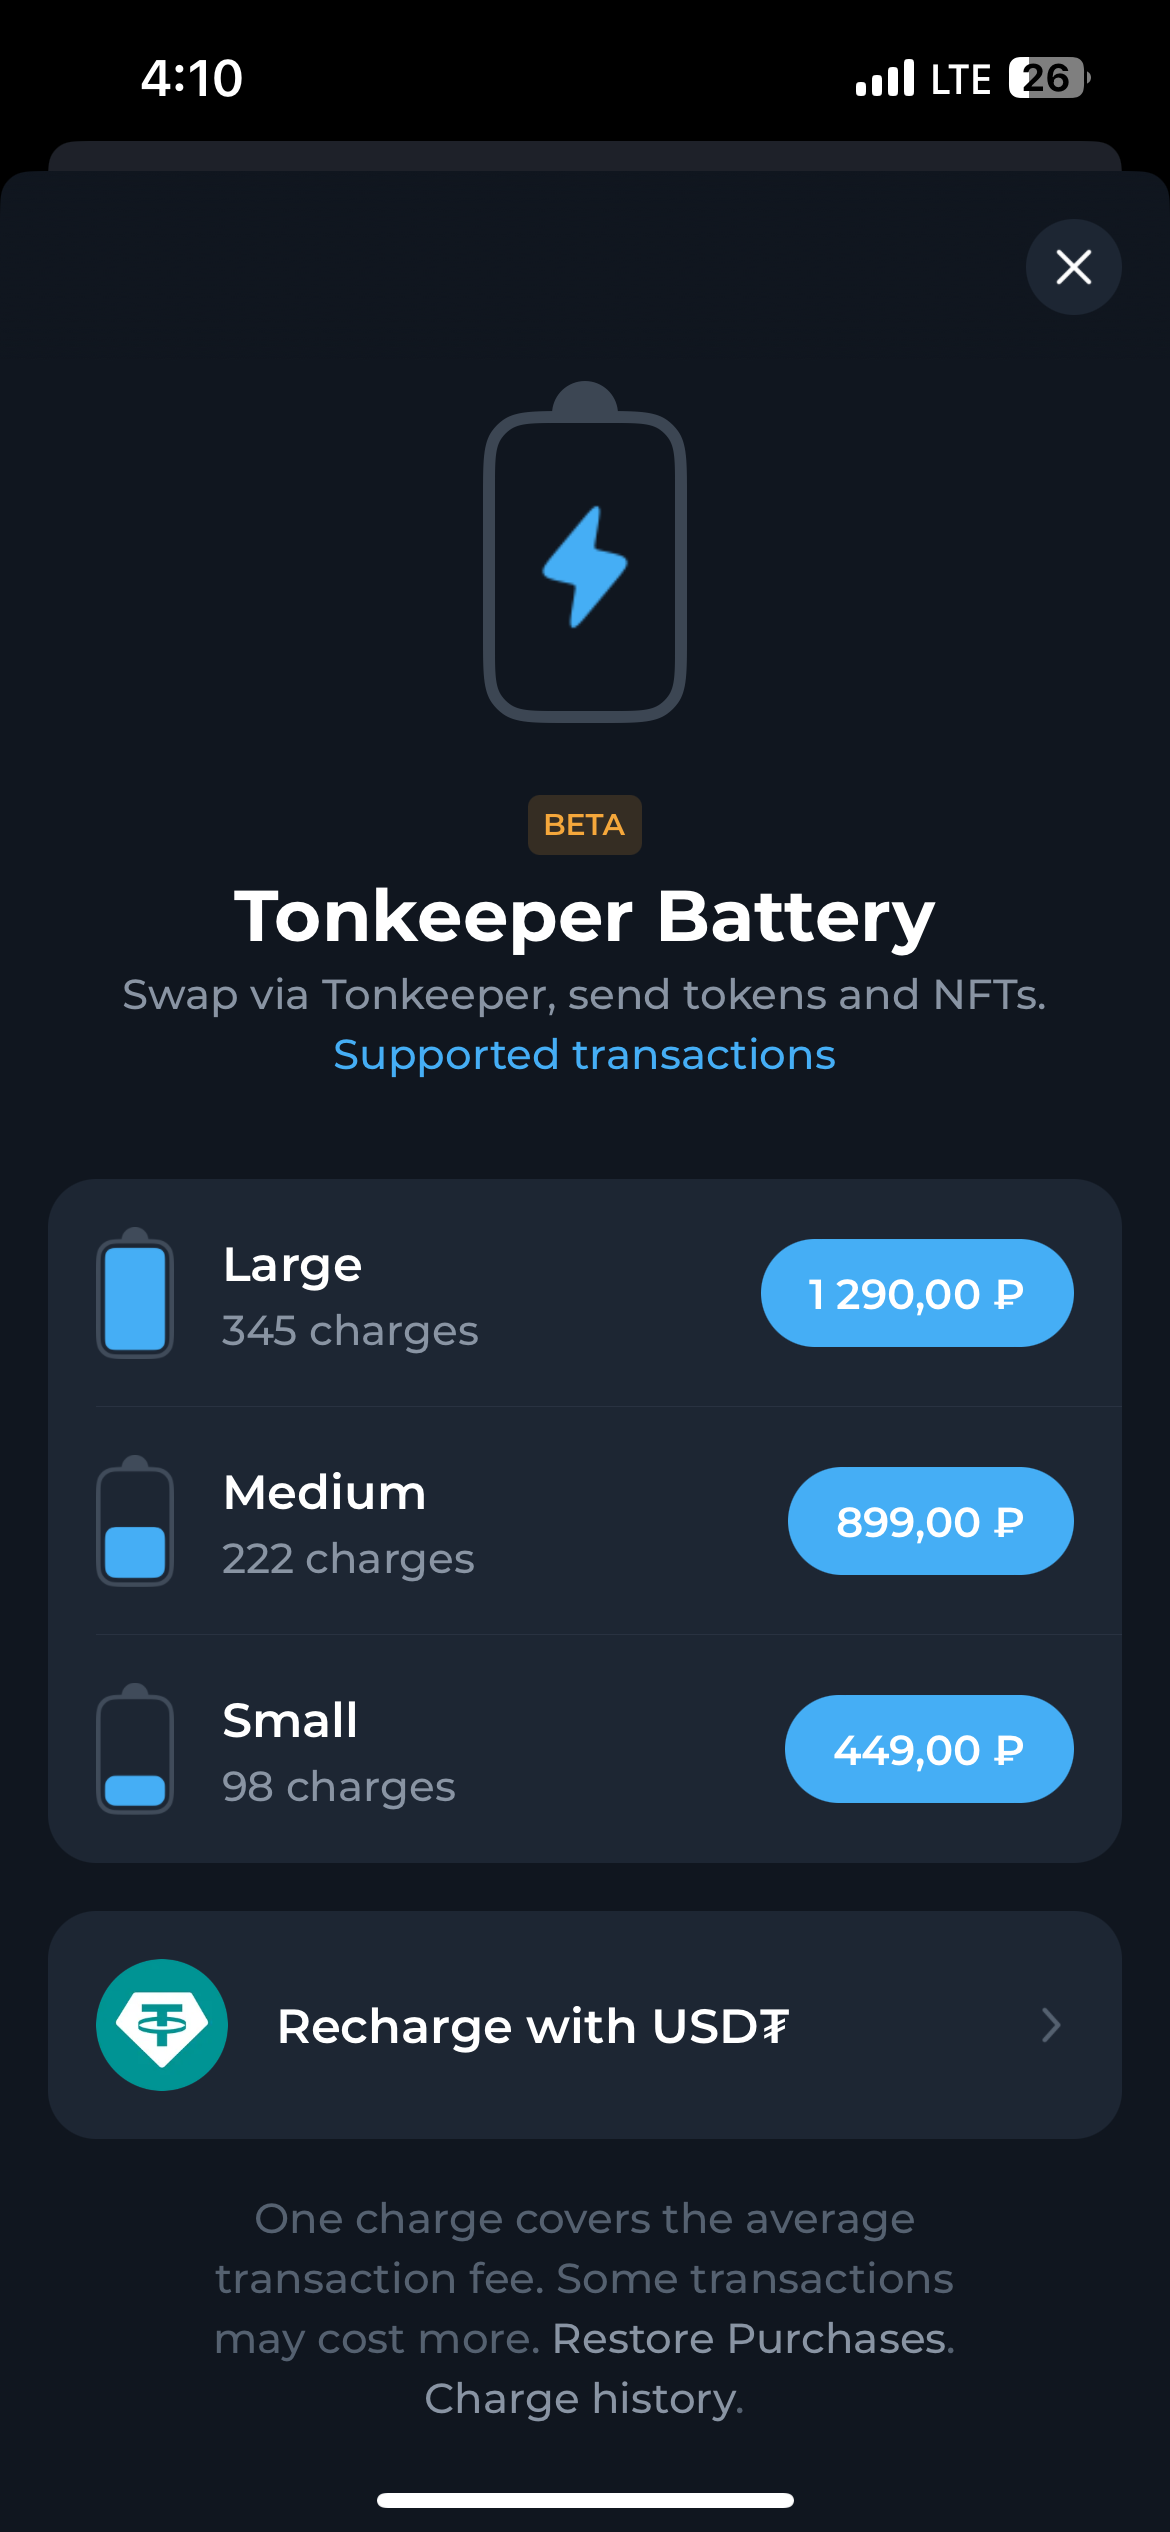 4:10
LTE 26
BETA
Tonkeeper Battery
Swap via Tonkeeper, send tokens and NFTs.
Supported transactions
Large
1 290,00 ₽
345 charges
Medium
899,00 ₽
222 charges
Small
449,00 ₽
98 charges
Recharge with USD₮
One charge covers the average
transaction fee. Some transactions
may cost more. Restore Purchases.
Charge history.